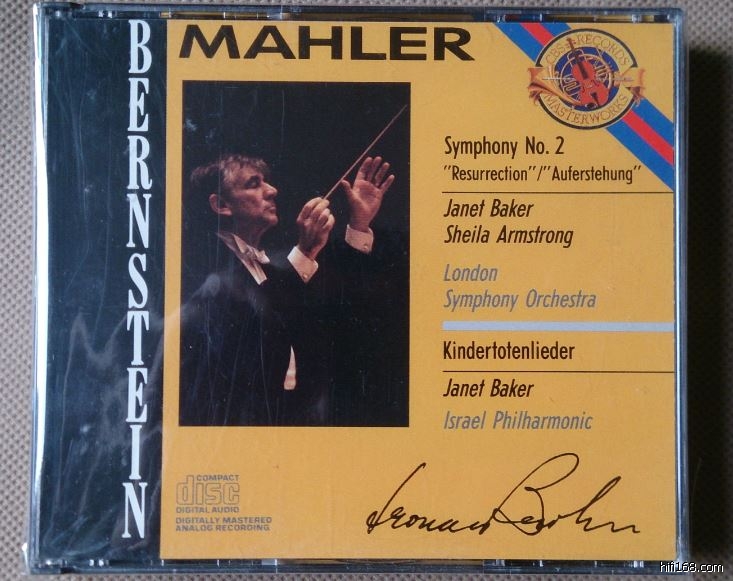 BERNSTEIN
MAHLER
CBS RECORDS
MASTERWORKS
Symphony No. 2
"Resurrection"/"Auferstehung"
Janet Baker
Sheila Armstrong
London
Symphony Orchestra
Kindertotenlieder
Janet Baker
Israel Philharmonic
COMPACT
disc
DIGITAL AUDIO
DIGITALLY MASTERED
ANALOG RECORDING
hifi168.com